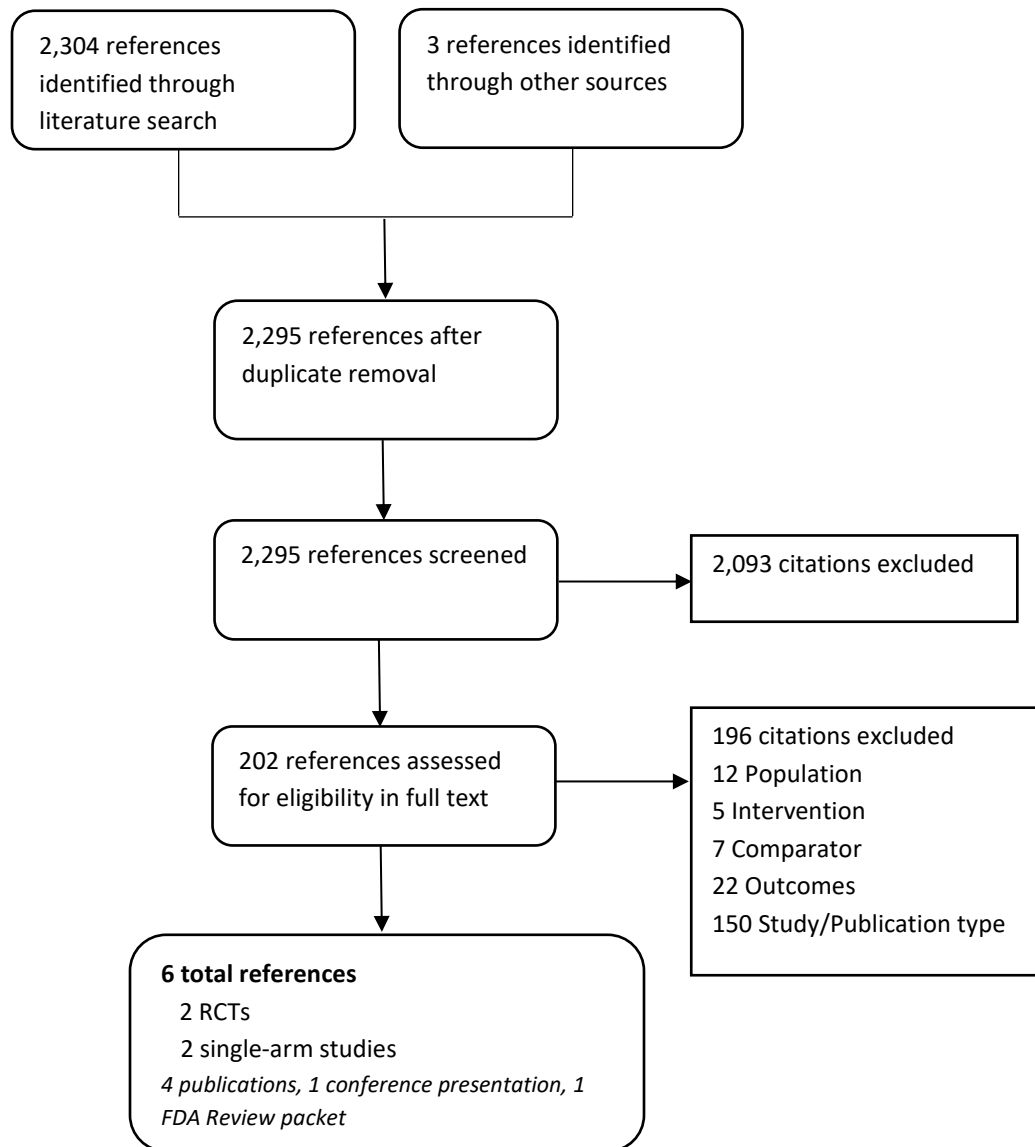 2,304 references
identified through
literature search
3 references identified
through other sources
2,295 references after
duplicate removal
2,295 references screened
2,093 citations excluded
202 references assessed
for eligibility in full text
196 citations excluded
12 Population
5 Intervention
7 Comparator
22 Outcomes
150 Study/Publication type
6 total references
2 RCTs
2 single-arm studies
4 publications, 1 conference presentation, 1
FDA Review packet